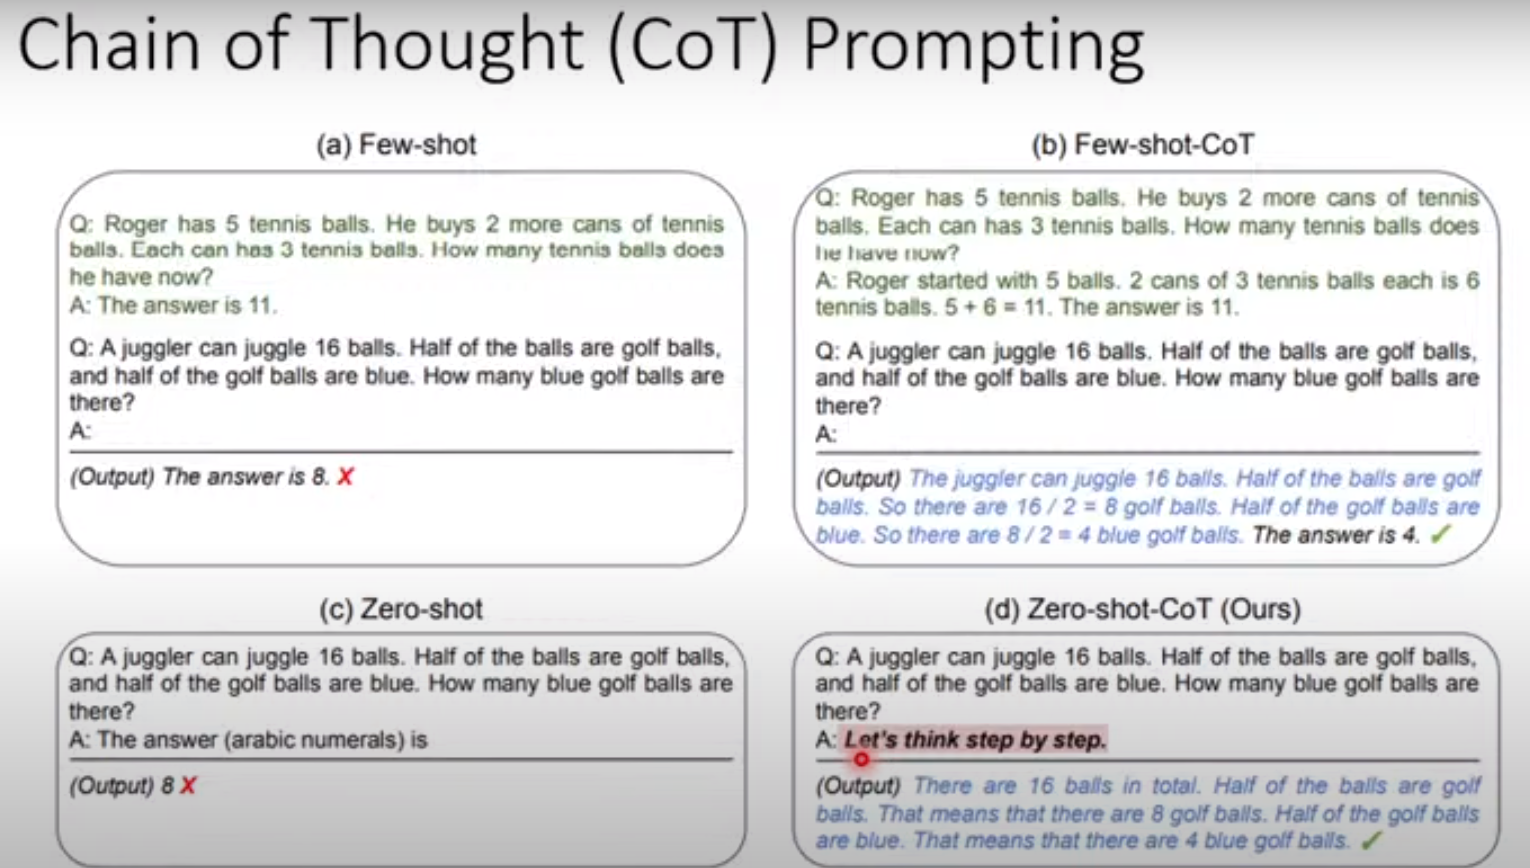 Chain of Thought (CoT) Prompting
(a) Few-shot
Q: Roger has 5 tennis balls. He buys 2 more cans of tennis
balls. Each can has 3 tennis balls. How many tennis balls does
he have now?
A: The answer is 11.
Q: A juggler can juggle 16 balls. Half of the balls are golf balls,
and half of the golf balls are blue. How many blue golf balls are
there?
A:
(Output) The answer is 8. X
(b) Few-shot-CoT
Q: Roger has 5 tennis balls. He buys 2 more cans of tennis
balls. Each can has 3 tennis balls. How many tennis balls does
he have now?
A: Roger started with 5 balls. 2 cans of 3 tennis balls each is 6
tennis balls. 5 + 6 = 11. The answer is 11.
Q: A juggler can juggle 16 balls. Half of the balls are golf balls,
and half of the golf balls are blue. How many blue golf balls are
there?
A:
(Output) The juggler can juggle 16 balls. Half of the balls are golf
balls. So there are 16 / 2 = 8 golf balls. Half of the golf balls are
blue. So there are 8 / 2 = 4 blue golf balls. The answer is 4. ✓
(c) Zero-shot
Q: A juggler can juggle 16 balls. Half of the balls are golf balls,
and half of the golf balls are blue. How many blue golf balls are
there?
A: The answer (arabic numerals) is
(Output) 8 X
(d) Zero-shot-CoT (Ours)
Q: A juggler can juggle 16 balls. Half of the balls are golf balls,
and half of the golf balls are blue. How many blue golf balls are
there?
A: Let's think step by step.
(Output) There are 16 balls in total. Half of the balls are golf
balls. That means that there are 8 golf balls. Half of the golf balls
are blue. That means that there are 4 blue golf balls. ✓